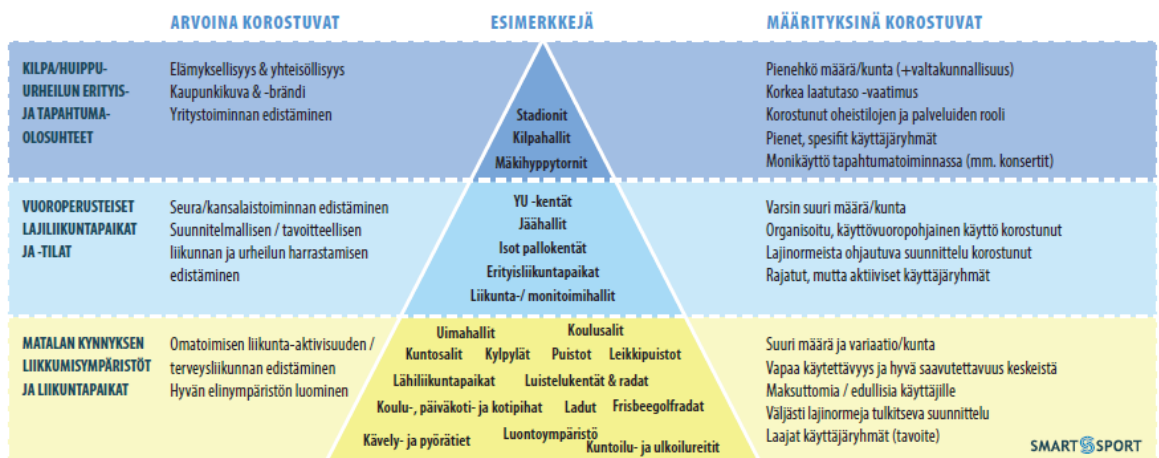 ARVOINA KOROSTUVAT
ESIMERKKEJÄ
MÄÄRITYKSINÄ KOROSTUVAT
KILPA/HUIPPU-
URHEILUN ERITYIS-
JA TAPAHTUMA-
OLOSUHTEET
Elämyksellisyys & yhteisöllisyys
Kaupunkikuva & -brändi
Yritystoiminnan edistäminen
Stadionit
Kilpahallit
Mäkihyppytornit
Pienehkö määrä/kunta (+valtakunnallisuus)
Korkea laatutaso -vaatimus
Korostunut oheistilojen ja palveluiden rooli
Pienet, spesifit käyttäjäryhmät
Monikäyttö tapahtumatoiminnassa (mm. konsertit)
VUOROPERUSTEISET
LAJILIIKUNTAPAIKAT
JA -TILAT
Seura/kansalaistoiminnan edistäminen
Suunnitelmallisen / tavoitteellisen
liikunnan ja urheilun harrastamisen
edistäminen
YU -kentät
Jäähallit
Isot pallokentät
Erityisliikuntapaikat
Liikunta-/ monitoimihallit
Varsin suuri määrä/kunta
Organisoitu, käyttövuoropohjainen käyttö korostunut
Lajinormeista ohjautuva suunnittelu korostunut
Rajatut, mutta aktiiviset käyttäjäryhmät
MATALAN KYNNYKSEN
LIIKKUMISYMPÄRISTÖT
JA LIIKUNTAPAIKAT
Omatoimisen liikunta-aktivisuuden /
terveysliikunnan edistäminen
Hyvän elinympäristön luominen
Uimahallit Koulusalit
Kuntosalit Kylpylät Puistot Leikkipuistot
Lähiliikuntapaikat Luistelukentät & radat
Koulu-, päiväkoti- ja kotipihat Ladut Frisbeegolfradat
Kävely- ja pyörätiet Luontoympäristö Kuntoilu- ja ulkoilureitit
Suuri määrä ja variaatio/kunta
Vapaa käytettävyys ja hyvä saavutettavuus keskeistä
Maksuttomia / edullisia käyttäjille
Väljästi lajinormeja tulkitseva suunnittelu
Laajat käyttäjäryhmät (tavoite)
SMART SPORT